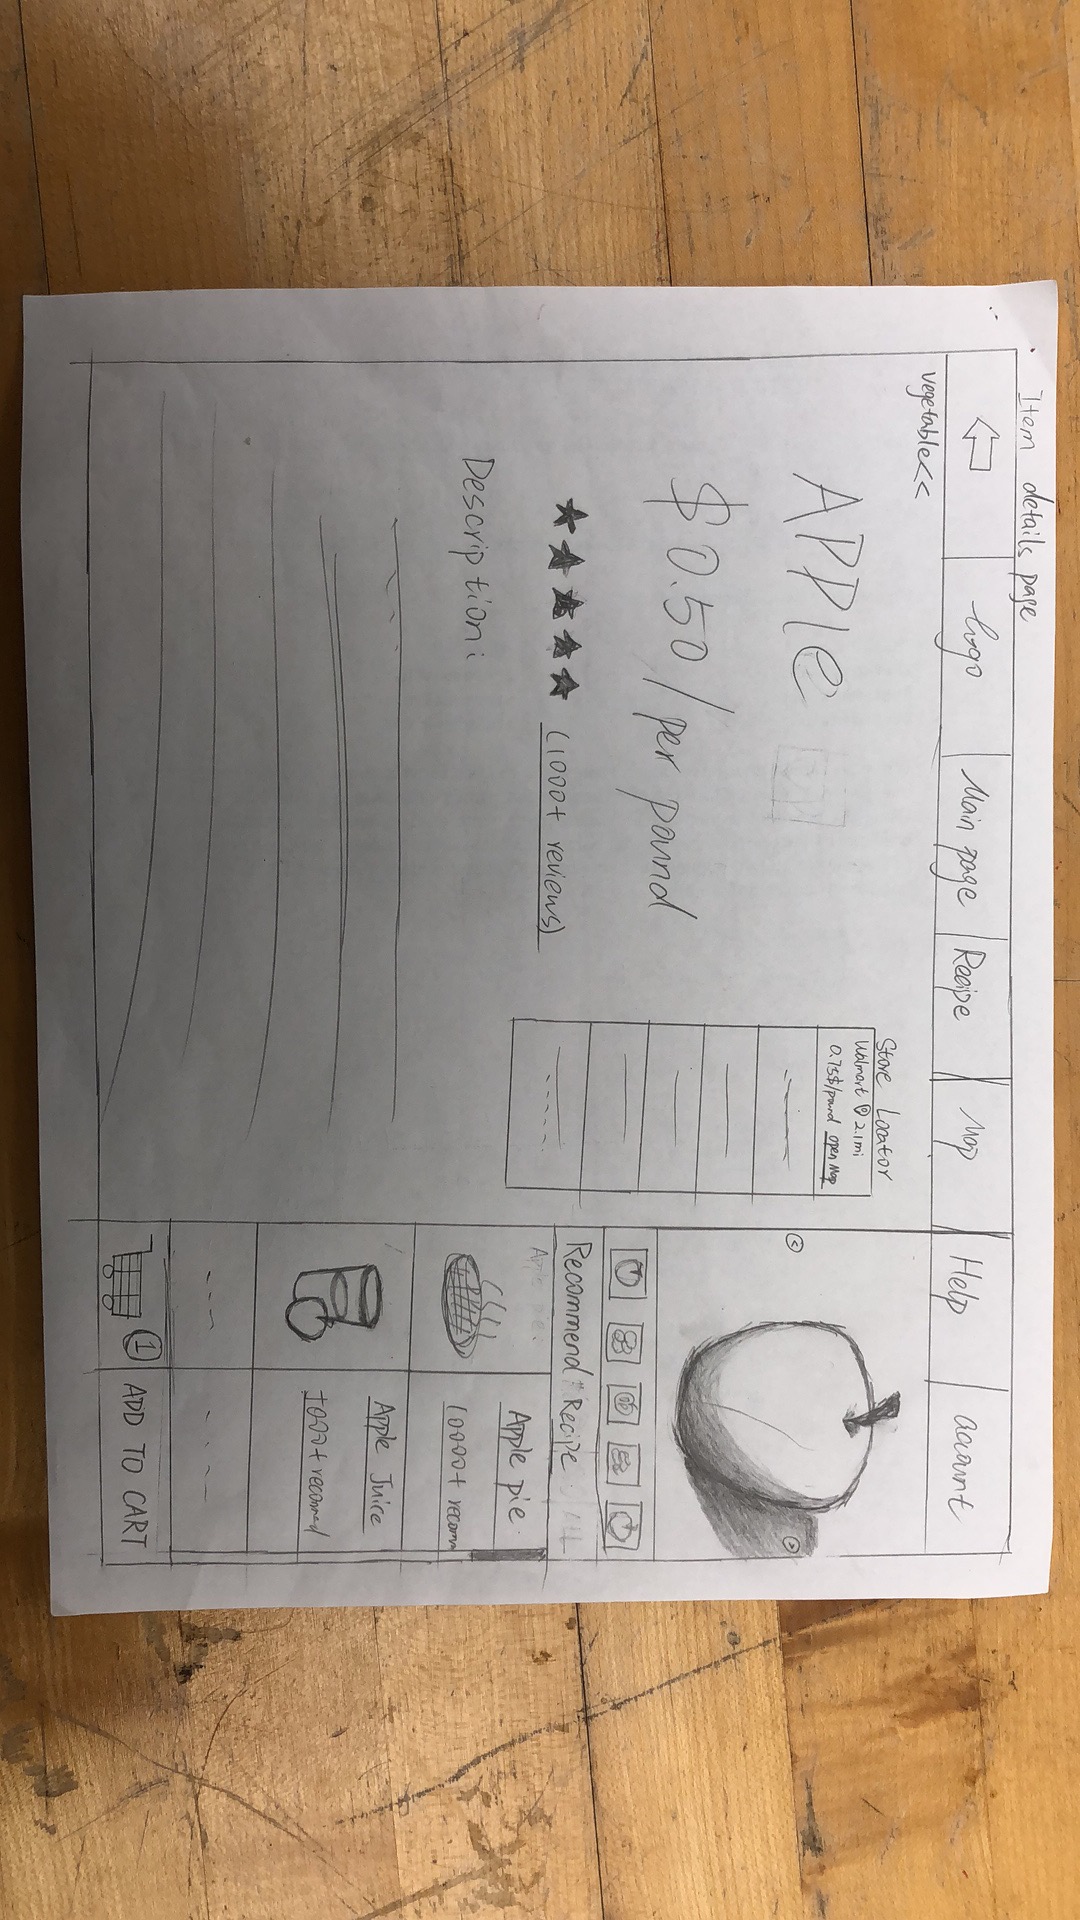 Item details page
Logo
Main page
Recipe
Map
Help
account
vegetable<<
APPle
$0.50/per pound
★★★★★ (1000+ reviews)
Description:
Store Locator
Walmart 2.1mi
0.75$/pound open Map
Recommend Recipe
Apple pie
10000+ recomm
Apple Juice
1000+ recomed
1 ADD TO CART